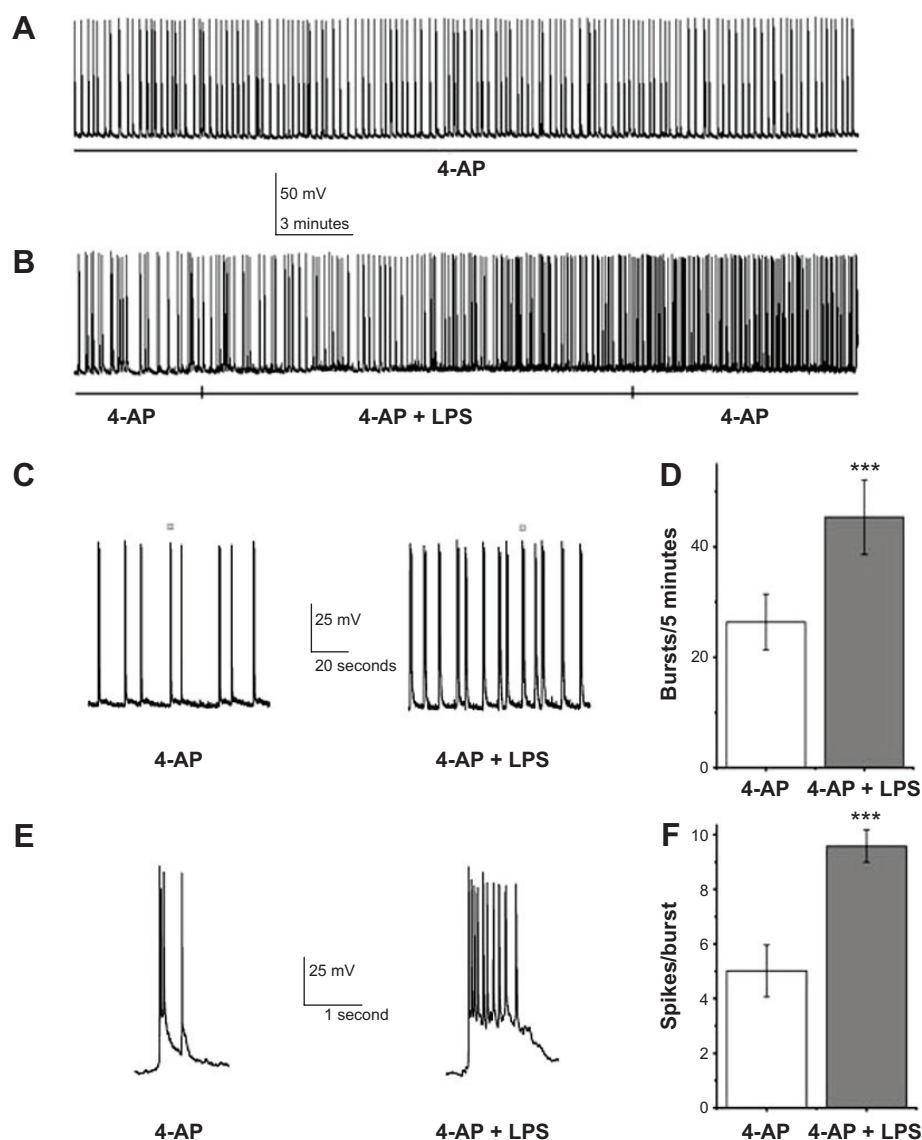 A
4-AP
50 mV
3 minutes
B
4-AP
4-AP + LPS
4-AP
C
25 mV
20 seconds
4-AP
4-AP + LPS
D
***
Bursts/5 minutes
40
20
0
4-AP
4-AP + LPS
E
25 mV
1 second
4-AP
4-AP + LPS
F
***
Spikes/burst
10
8
6
4
2
0
4-AP
4-AP + LPS